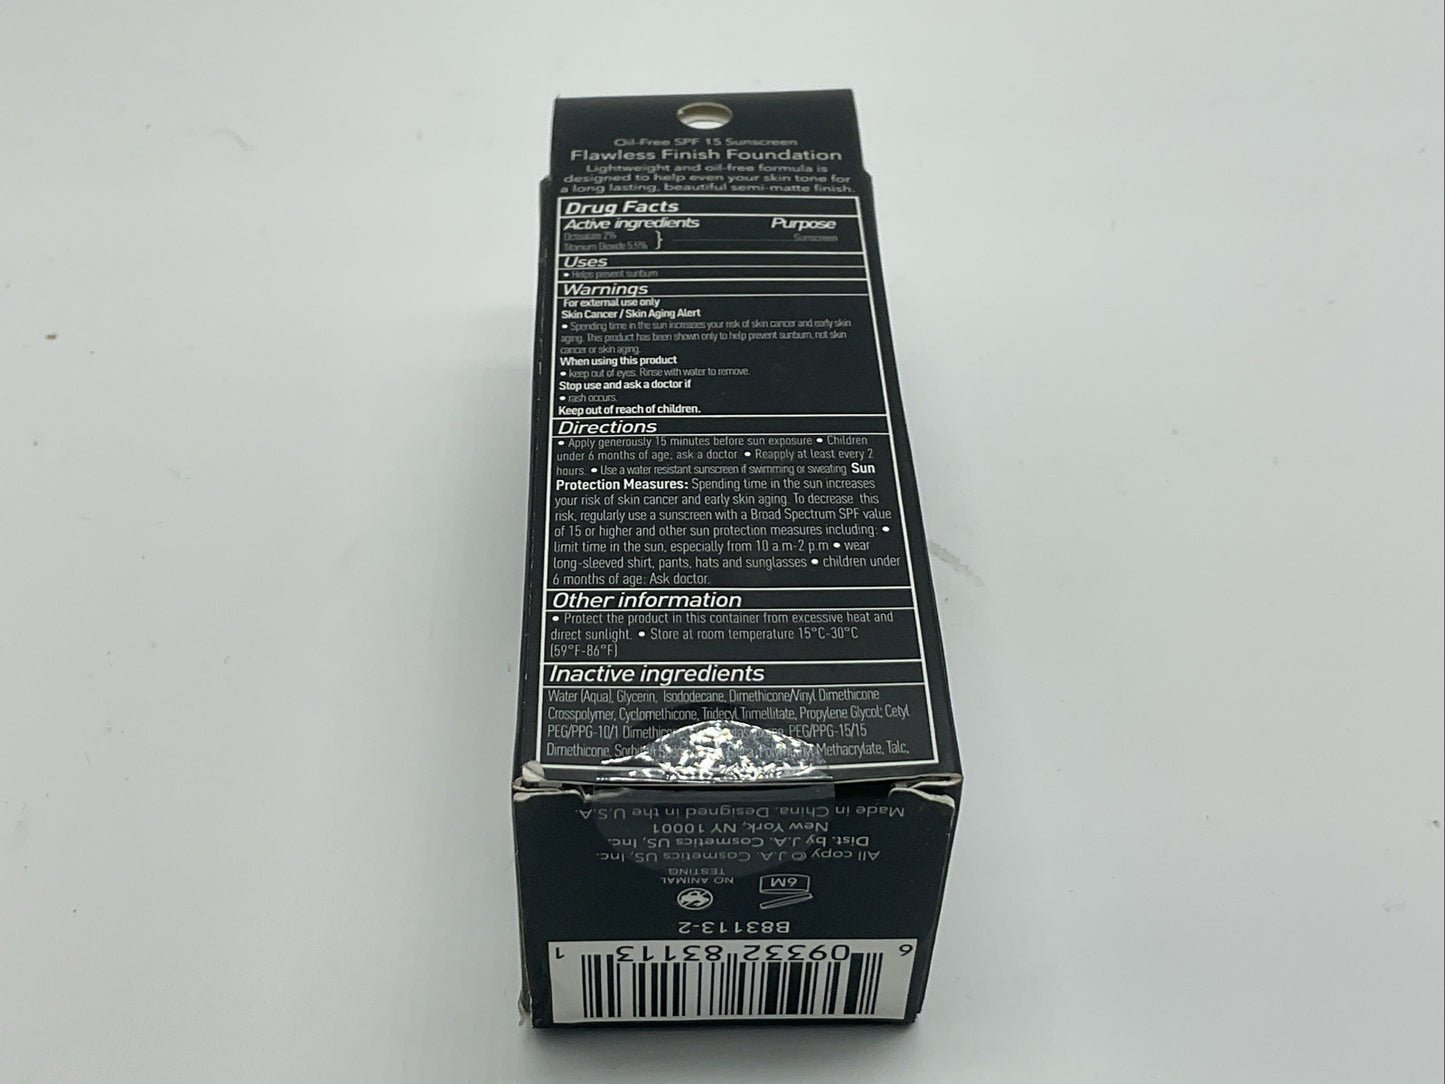 Oil-Free SPF 15 Sunscreen
Flawless Finish Foundation
Lightweight and oil-free formula is
designed to help even your skin tone for
a long lasting, beautiful semi-matte finish.
Drug Facts
Active ingredients Purpose
Octisalate 2%
Titanium Dioxide 5.5% Sunscreen
Uses
• Helps prevent sunburn
Warnings
For external use only
Skin Cancer / Skin Aging Alert
• Spending time in the sun increases your risk of skin cancer and early skin
aging. This product has been shown only to help prevent sunburn, not skin
cancer or skin aging.
When using this product
• keep out of eyes. Rinse with water to remove.
Stop use and ask a doctor if
• rash occurs.
Keep out of reach of children.
Directions
• Apply generously 15 minutes before sun exposure • Children
under 6 months of age: ask a doctor. • Reapply at least every 2
hours. • Use a water resistant sunscreen if swimming or sweating Sun
Protection Measures: Spending time in the sun increases
your risk of skin cancer and early skin aging. To decrease this
risk, regularly use a sunscreen with a Broad Spectrum SPF value
of 15 or higher and other sun protection measures including: •
limit time in the sun, especially from 10 a.m-2 p.m • wear
long-sleeved shirt, pants, hats and sunglasses • children under
6 months of age: Ask doctor.
Other information
• Protect the product in this container from excessive heat and
direct sunlight. • Store at room temperature 15°C-30°C
(59°F-86°F)
Inactive ingredients
Water (Aqua), Glycerin, Isododecane, Dimethicone/Vinyl Dimethicone
Crosspolymer, Cyclomethicone, Tridecyl Trimellitate, Propylene Glycol; Cetyl
PEG/PPG-10/1 PEG/PPG-15/15
Dimethicone, Methacrylate, Talc,
Made in China. Designed in the U.S.A.
New York, NY 10001
Dist. by J.A. Cosmetics US, Inc.
All copy © J.A. Cosmetics US, Inc.
NO ANIMAL
TESTING
6M
B83113-2
6 09332 83113 1